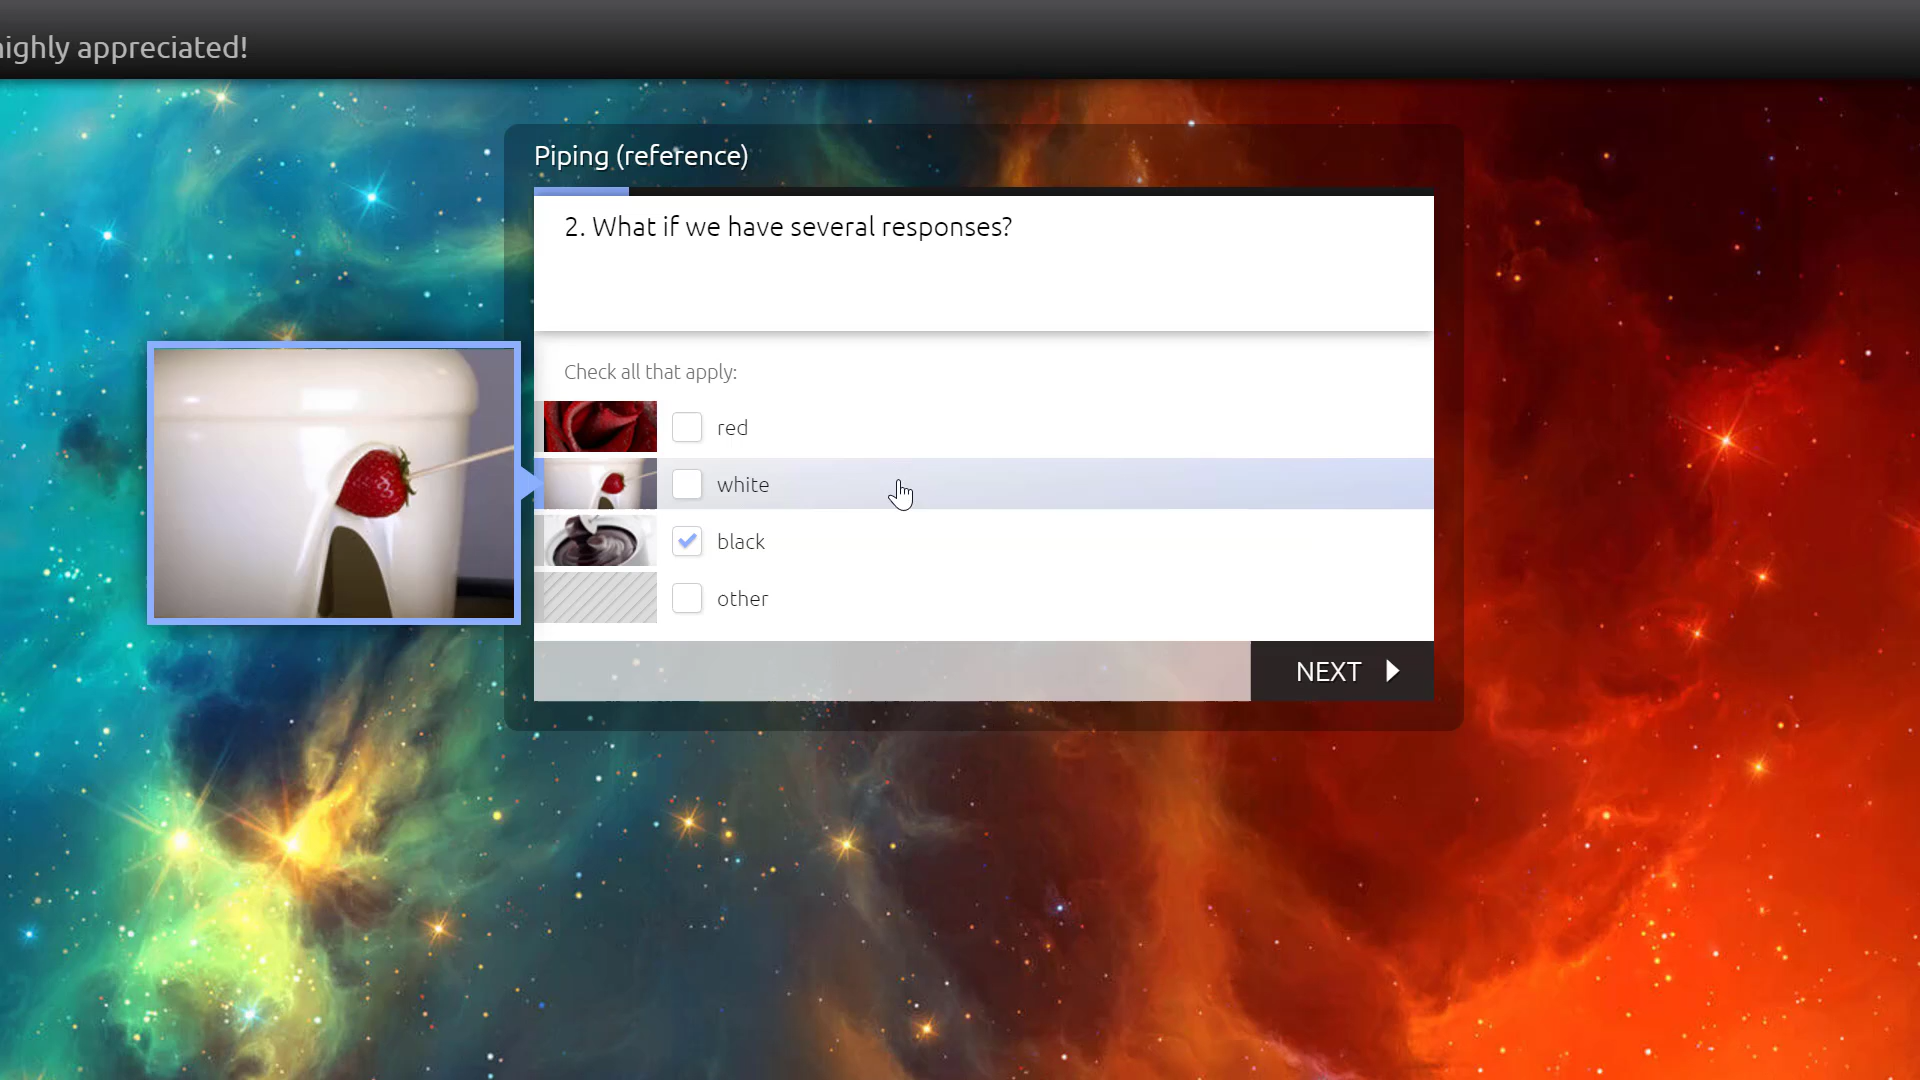 highly appreciated!
Piping (reference)
2. What if we have several responses?
Check all that apply:
red
white
black
other
NEXT